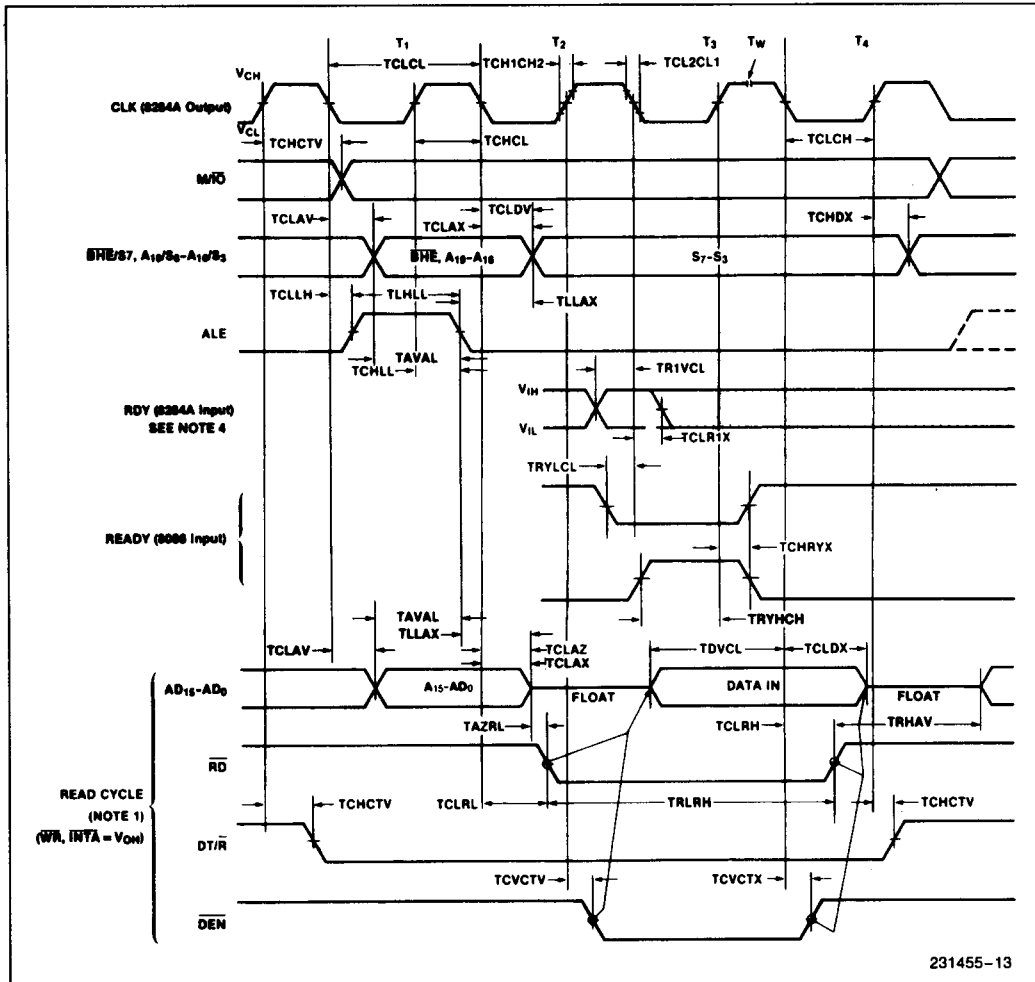 T1 T2 T3 TW T4
TCLCL TCH1CH2 TCL2CL1
VCH
CLK (8284A Output)
VCL
TCHCTV TCHCL TCLCH
M/IO
TCLDV
TCLAV TCLAX TCHDX
BHE/S7, A19/S6–A16/S3 BHE, A19–A16 S7–S3
TCLLH TLHLL TLLAX
ALE
TAVAL
TCHLL TR1VCL
RDY (8284A Input) VIH
SEE NOTE 4 VIL
TCLR1X
TRYLCL
READY (8086 Input)
TCHRYX
TAVAL TRYHCH
TLLAX
TCLAV TCLAZ TDVCL TCLDX
TCLAX
AD15–AD0 A15–AD0 FLOAT DATA IN FLOAT
TAZRL TCLRH TRHAV
RD
READ CYCLE TCLRL TRLRH TCHCTV
(NOTE 1)
(WR, INTA = VOH)
DT/R
TCVCTV TCVCTX
DEN
231455–13